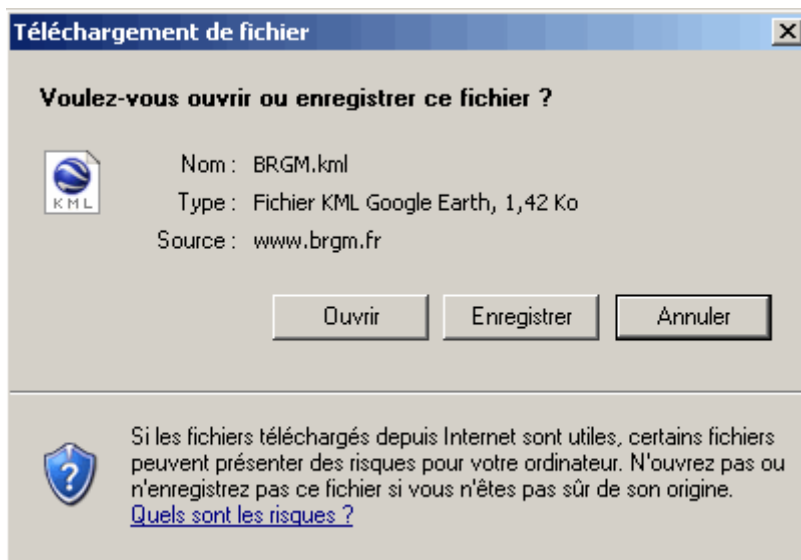 Téléchargement de fichier
Voulez-vous ouvrir ou enregistrer ce fichier ?
KML
Nom : BRGM.kml
Type : Fichier KML Google Earth, 1,42 Ko
Source : www.brgm.fr
Ouvrir Enregistrer Annuler
Si les fichiers téléchargés depuis Internet sont utiles, certains fichiers
peuvent présenter des risques pour votre ordinateur. N'ouvrez pas ou
n'enregistrez pas ce fichier si vous n'êtes pas sûr de son origine.
Quels sont les risques ?